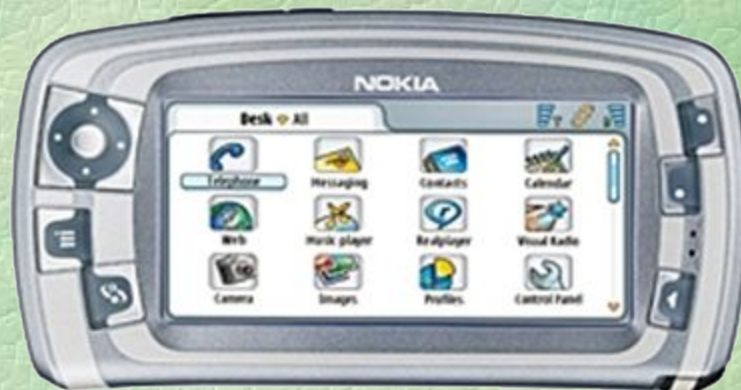 NOKIA
Desk All
Telephone Messaging Contacts Calendar
Web Music player Realplayer Visual Radio
Camera Images Profiles Control Panel